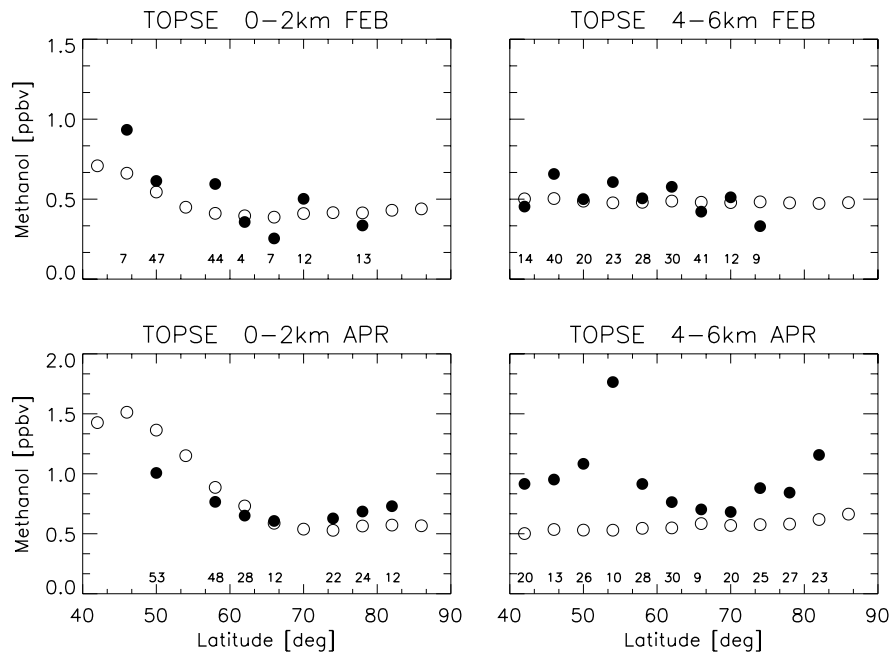 TOPSE 0-2km FEB
TOPSE 4-6km FEB
1.5
1.0
0.5
0.0
Methanol [ppbv]
7 47 44 4 7 12 13
14 40 20 23 28 30 41 12 9
TOPSE 0-2km APR
TOPSE 4-6km APR
2.0
1.5
1.0
0.5
0.0
Methanol [ppbv]
53 48 28 12 22 24 12
20 13 26 10 28 30 9 20 25 27 23
40 50 60 70 80 90
40 50 60 70 80 90
Latitude [deg]
Latitude [deg]